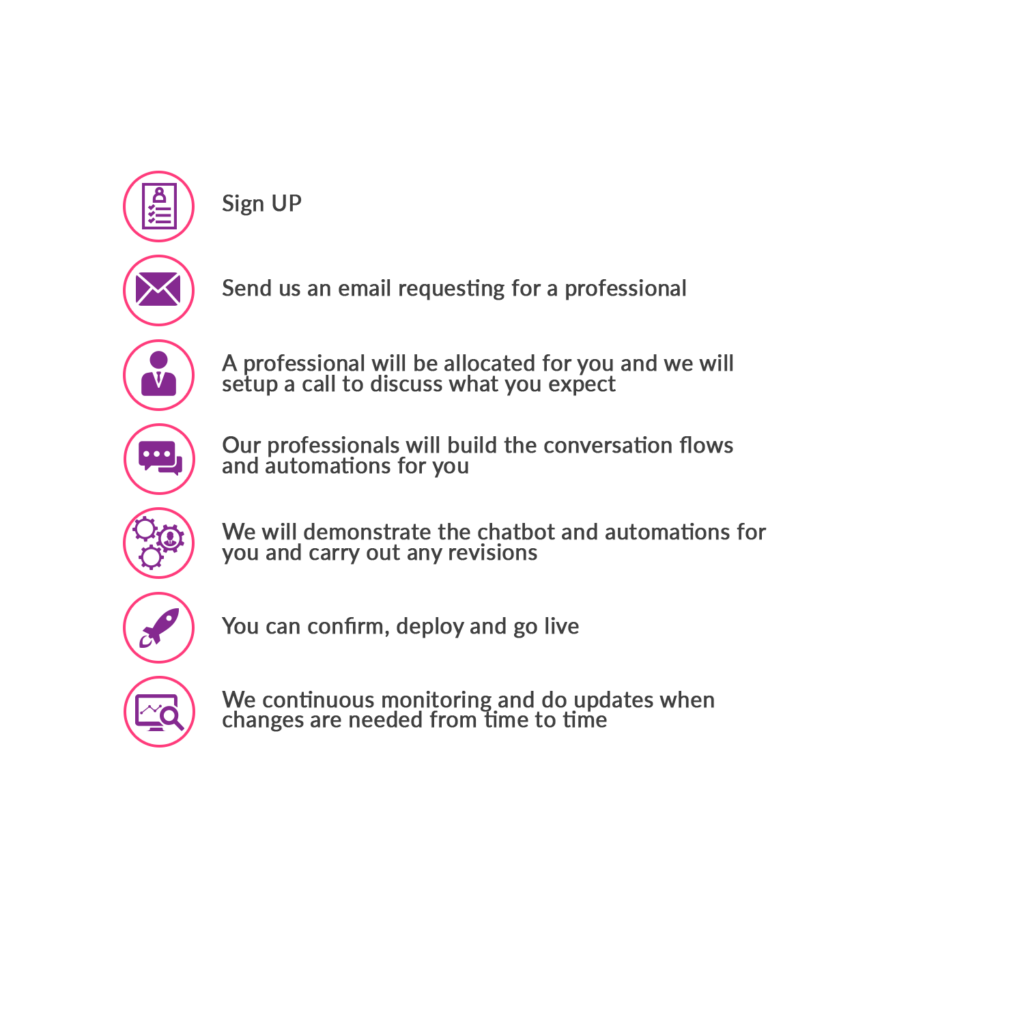 Sign UP
Send us an email requesting for a professional
A professional will be allocated for you and we will
setup a call to discuss what you expect
Our professionals will build the conversation flows
and automations for you
We will demonstrate the chatbot and automations for
you and carry out any revisions
You can confirm, deploy and go live
We continuous monitoring and do updates when
changes are needed from time to time